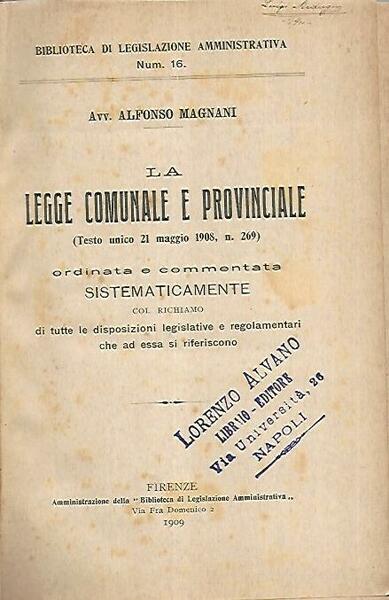 BIBLIOTECA DI LEGISLAZIONE AMMINISTRATIVA
Num. 16.
Avv. ALFONSO MAGNANI
LA
LEGGE COMUNALE E PROVINCIALE
(Testo unico 21 maggio 1908, n. 269)
ordinata e commentata
SISTEMATICAMENTE
COL RICHIAMO
di tutte le disposizioni legislative e regolamentari
che ad essa si riferiscono
LORENZO ALVANO
LIBRAIO - EDITORE
Via Università, 26
NAPOLI
FIRENZE
Amministrazione della "Biblioteca di Legislazione Amministrativa"
Via Fra Domenico 2
1909